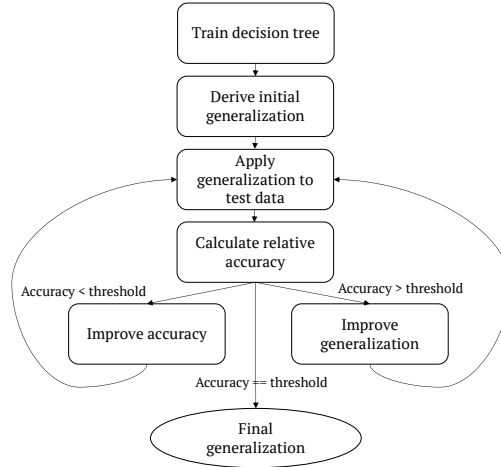 Train decision tree
Derive initial
generalization
Apply
generalization to
test data
Calculate relative
accuracy
Accuracy < threshold
Accuracy > threshold
Improve accuracy
Improve
generalization
Accuracy == threshold
Final
generalization